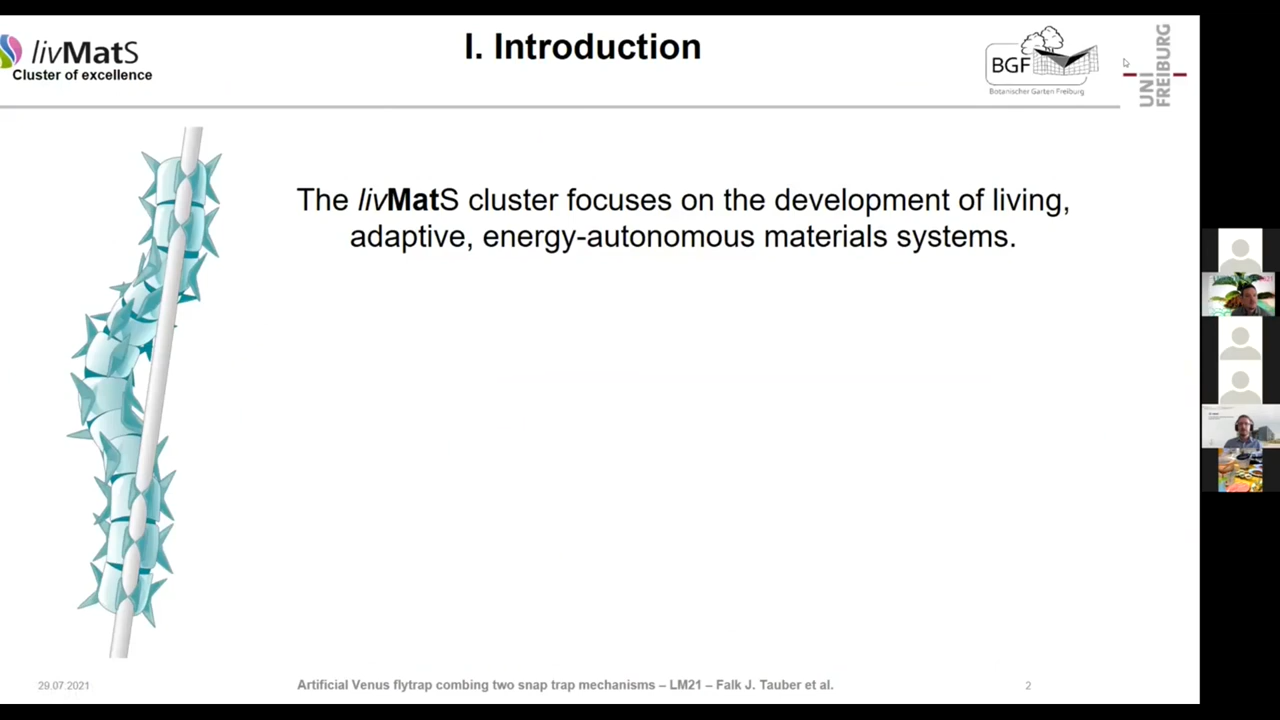 livMatS
Cluster of excellence
I. Introduction
BGF
Botanischer Garten Freiburg
UNI
FREIBURG
The livMatS cluster focuses on the development of living,
adaptive, energy-autonomous materials systems.
29.07.2021
Artificial Venus flytrap combing two snap trap mechanisms – LM21 – Falk J. Tauber et al.
2